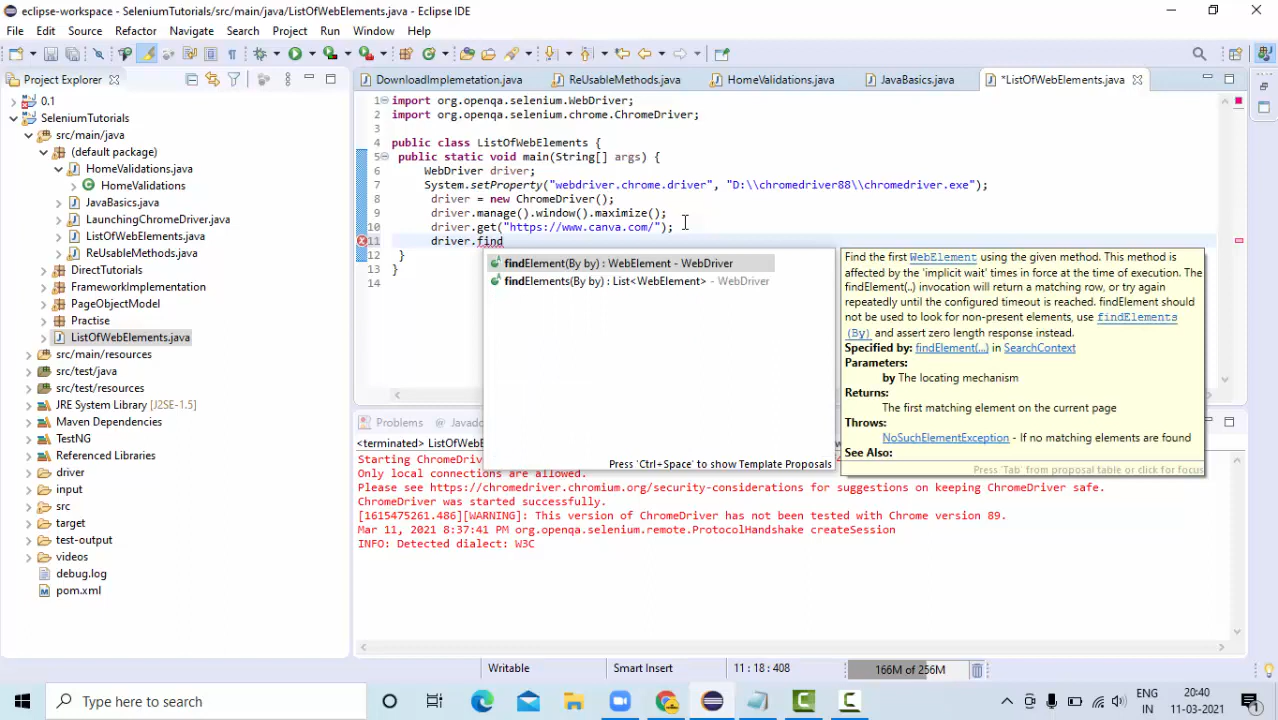 eclipse-workspace - SeleniumTutorials/src/main/java/ListOfWebElements.java - Eclipse IDE
File Edit Source Refactor Navigate Search Project Run Window Help
Project Explorer
0.1
SeleniumTutorials
src/main/java
(default package)
HomeValidations.java
HomeValidations
JavaBasics.java
LaunchingChromeDriver.java
ListOfWebElements.java
ReUsableMethods.java
DirectTutorials
FrameworkImplementation
PageObjectModel
Practise
ListOfWebElements.java
src/main/resources
src/test/java
src/test/resources
JRE System Library [J2SE-1.5]
Maven Dependencies
TestNG
Referenced Libraries
driver
input
src
target
test-output
videos
debug.log
pom.xml
DownloadImplemetation.java ReUsableMethods.java HomeValidations.java JavaBasics.java *ListOfWebElements.java
1 import org.openqa.selenium.WebDriver;
2 import org.openqa.selenium.chrome.ChromeDriver;
3
4 public class ListOfWebElements {
5 public static void main(String[] args) {
6 WebDriver driver;
7 System.setProperty("webdriver.chrome.driver", "D:\\chromedriver88\\chromedriver.exe");
8 driver = new ChromeDriver();
9 driver.manage().window().maximize();
10 driver.get("https://www.canva.com/");
11 driver.find
12 }
13 }
14
findElement(By by) : WebElement - WebDriver
findElements(By by) : List<WebElement> - WebDriver
Press 'Ctrl+Space' to show Template Proposals
Find the first WebElement using the given method. This method is
affected by the 'implicit wait' times in force at the time of execution. The
findElement(..) invocation will return a matching row, or try again
repeatedly until the configured timeout is reached. findElement should
not be used to look for non-present elements, use findElements
(By) and assert zero length response instead.
Specified by: findElement(...) in SearchContext
Parameters:
by The locating mechanism
Returns:
The first matching element on the current page
Throws:
NoSuchElementException - If no matching elements are found
See Also:
Press 'Tab' from proposal table or click for focus
Problems @ Javado
<terminated> ListOfWebE
Starting ChromeDriv
Only local connections are allowed.
Please see https://chromedriver.chromium.org/security-considerations for suggestions on keeping ChromeDriver safe.
ChromeDriver was started successfully.
[1615475261.486][WARNING]: This version of ChromeDriver has not been tested with Chrome version 89.
Mar 11, 2021 8:37:41 PM org.openqa.selenium.remote.ProtocolHandshake createSession
INFO: Detected dialect: W3C
Writable Smart Insert 11 : 18 : 408 166M of 256M
Type here to search
ENG
IN
20:40
11-03-2021
1